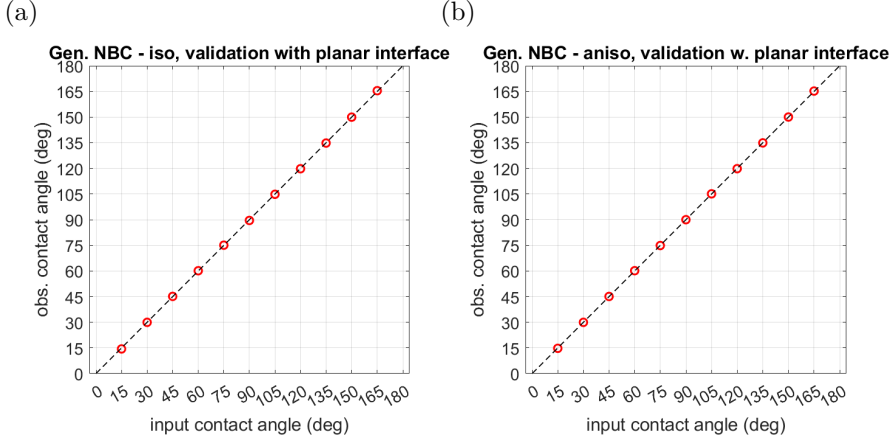 (a)
Gen. NBC - iso, validation with planar interface
180
165
150
135
120
105
90
75
60
45
30
15
0
obs. contact angle (deg)
0 15 30 45 60 75 90 105 120 135 150 165 180
input contact angle (deg)
(b)
Gen. NBC - aniso, validation w. planar interface
180
165
150
135
120
105
90
75
60
45
30
15
0
obs. contact angle (deg)
0 15 30 45 60 75 90 105 120 135 150 165 180
input contact angle (deg)